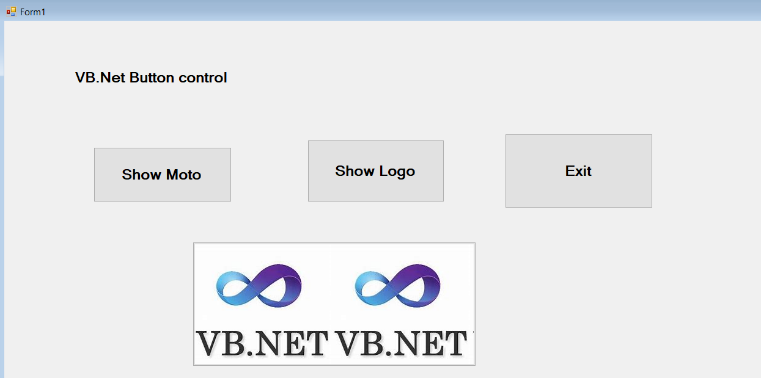 Form1
VB.Net Button control
Show Moto
Show Logo
Exit
VB.NET VB.NET